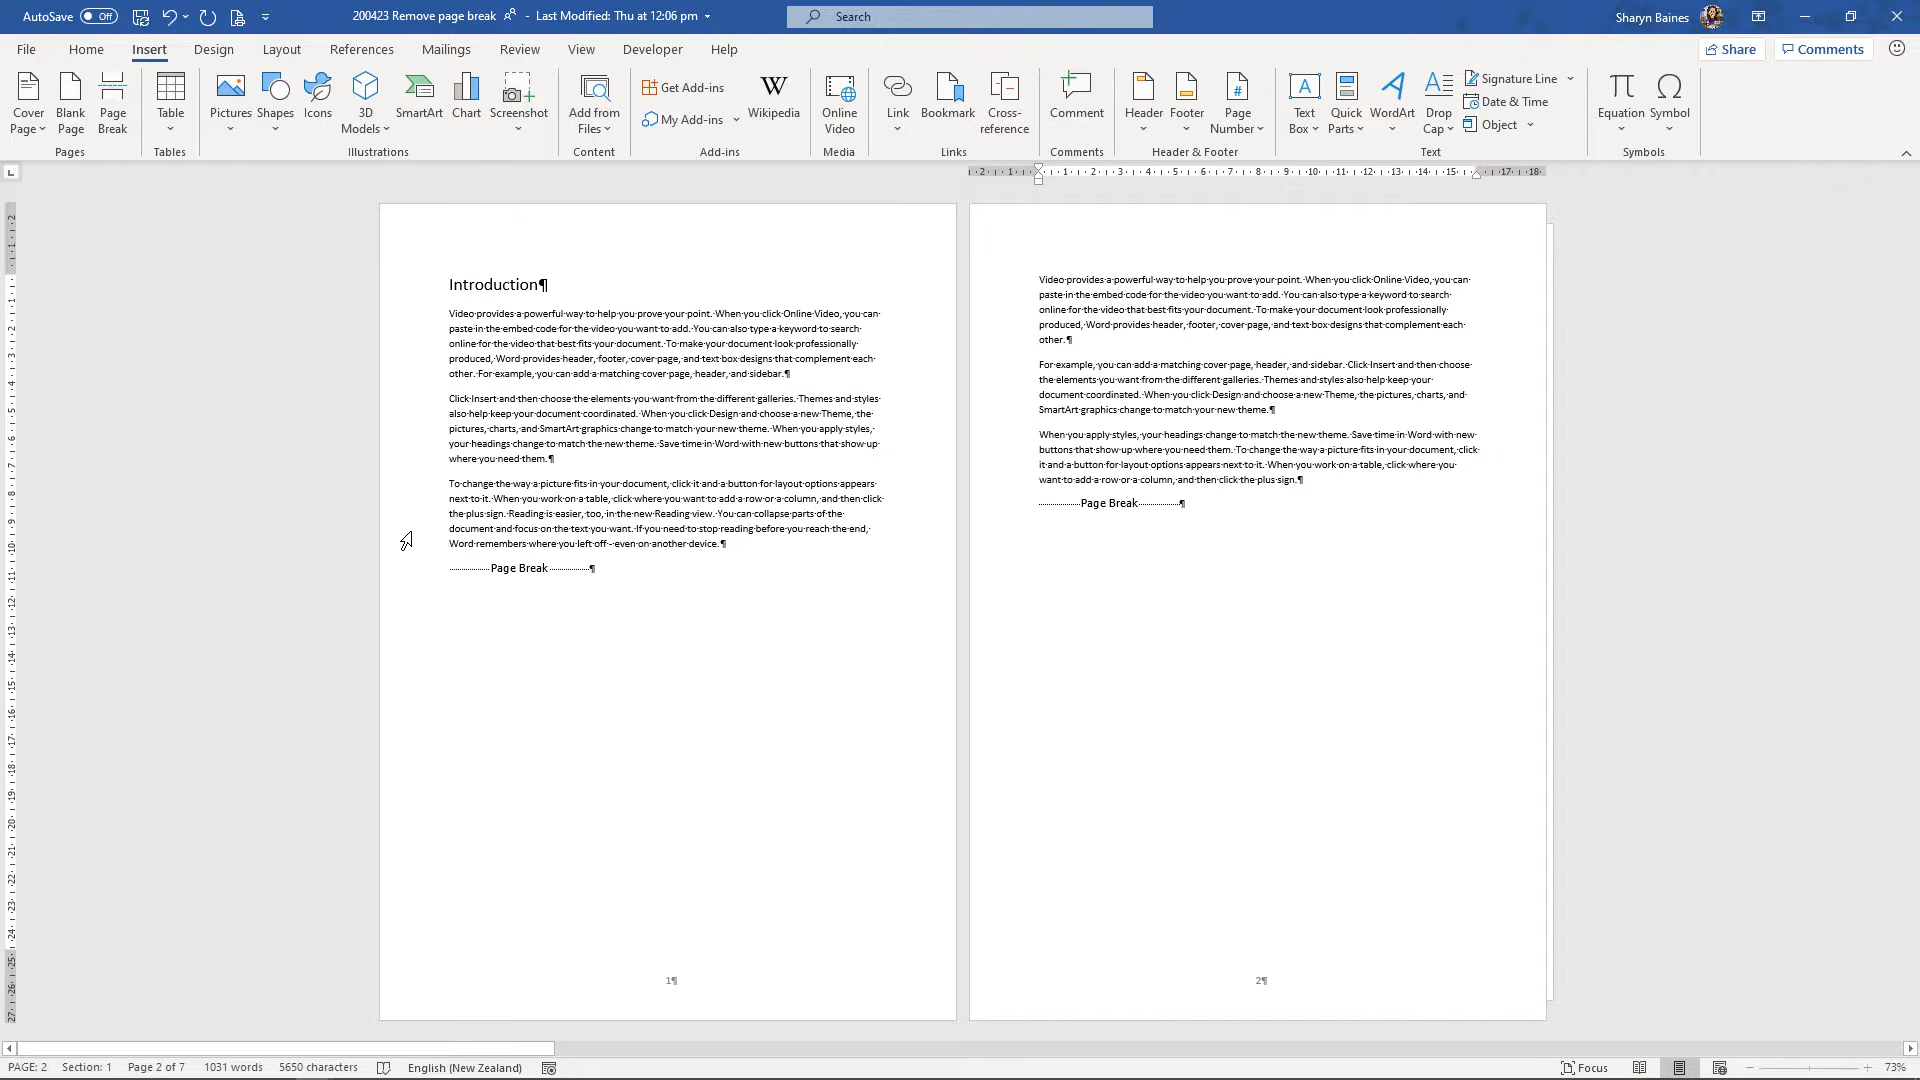 AutoSave Off 200423 Remove page break - Last Modified: Thu at 12:06 pm Search Sharyn Baines
File Home Insert Design Layout References Mailings Review View Developer Help Share Comments
Cover Page Blank Page Page Break Table Pictures Shapes Icons 3D Models SmartArt Chart Screenshot Add from Files Get Add-ins My Add-ins Wikipedia Online Video Link Bookmark Cross-reference Comment Header Footer Page Number Text Box Quick Parts WordArt Drop Cap Signature Line Date & Time Object Equation Symbol
Pages Tables Illustrations Content Add-ins Media Links Comments Header & Footer Text Symbols
Introduction¶
Video provides a powerful way to help you prove your point. When you click Online Video, you can
paste in the embed code for the video you want to add. You can also type a keyword to search
online for the video that best fits your document. To make your document look professionally
produced, Word provides header, footer, cover page, and text box designs that complement each
other. For example, you can add a matching cover page, header, and sidebar.¶
Click Insert and then choose the elements you want from the different galleries. Themes and styles
also help keep your document coordinated. When you click Design and choose a new Theme, the
pictures, charts, and SmartArt graphics change to match your new theme. When you apply styles,
your headings change to match the new theme. Save time in Word with new buttons that show up
where you need them.¶
To change the way a picture fits in your document, click it and a button for layout options appears
next to it. When you work on a table, click where you want to add a row or a column, and then click
the plus sign. Reading is easier, too, in the new Reading view. You can collapse parts of the
document and focus on the text you want. If you need to stop reading before you reach the end,
Word remembers where you left off - even on another device.¶
Page Break¶
1¶
Video provides a powerful way to help you prove your point. When you click Online Video, you can
paste in the embed code for the video you want to add. You can also type a keyword to search
online for the video that best fits your document. To make your document look professionally
produced, Word provides header, footer, cover page, and text box designs that complement each
other.¶
For example, you can add a matching cover page, header, and sidebar. Click Insert and then choose
the elements you want from the different galleries. Themes and styles also help keep your
document coordinated. When you click Design and choose a new Theme, the pictures, charts, and
SmartArt graphics change to match your new theme.¶
When you apply styles, your headings change to match the new theme. Save time in Word with new
buttons that show up where you need them. To change the way a picture fits in your document, click
it and a button for layout options appears next to it. When you work on a table, click where you
want to add a row or a column, and then click the plus sign.¶
Page Break¶
2¶
PAGE: 2 Section: 1 Page 2 of 7 1031 words 5650 characters English (New Zealand) Focus 73%